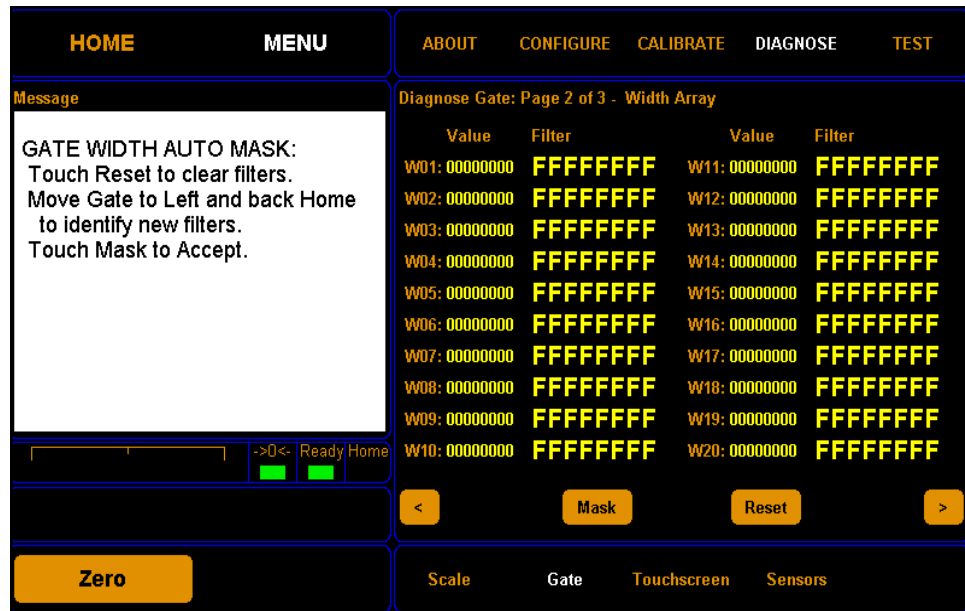 HOME MENU ABOUT CONFIGURE CALIBRATE DIAGNOSE TEST
Message
GATE WIDTH AUTO MASK:
Touch Reset to clear filters.
Move Gate to Left and back Home
to identify new filters.
Touch Mask to Accept.
->0<- Ready Home
Diagnose Gate: Page 2 of 3 - Width Array
Value Filter Value Filter
W01: 00000000 FFFFFFFF W11: 00000000 FFFFFFFF
W02: 00000000 FFFFFFFF W12: 00000000 FFFFFFFF
W03: 00000000 FFFFFFFF W13: 00000000 FFFFFFFF
W04: 00000000 FFFFFFFF W14: 00000000 FFFFFFFF
W05: 00000000 FFFFFFFF W15: 00000000 FFFFFFFF
W06: 00000000 FFFFFFFF W16: 00000000 FFFFFFFF
W07: 00000000 FFFFFFFF W17: 00000000 FFFFFFFF
W08: 00000000 FFFFFFFF W18: 00000000 FFFFFFFF
W09: 00000000 FFFFFFFF W19: 00000000 FFFFFFFF
W10: 00000000 FFFFFFFF W20: 00000000 FFFFFFFF
< Mask Reset >
Zero Scale Gate Touchscreen Sensors